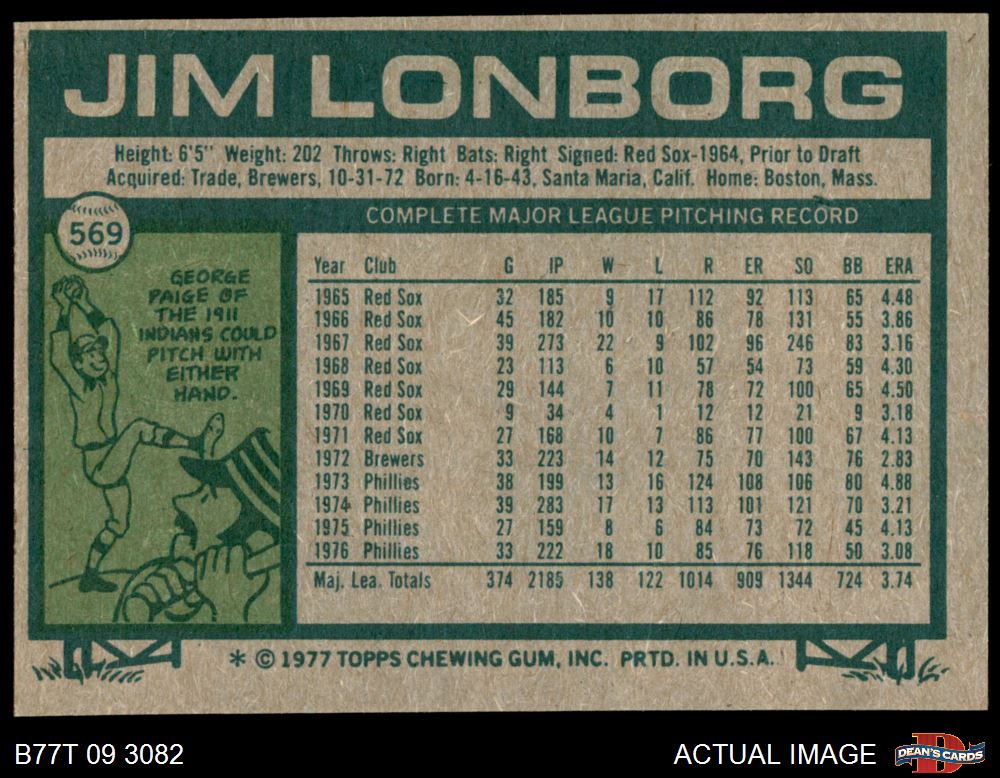 JIM LONBORG
Height: 6'5" Weight: 202 Throws: Right Bats: Right Signed: Red Sox-1964, Prior to Draft
Acquired: Trade, Brewers, 10-31-72 Born: 4-16-43, Santa Maria, Calif. Home: Boston, Mass.
569
GEORGE
PAIGE OF
THE 1911
INDIANS COULD
PITCH WITH
EITHER
HAND.
COMPLETE MAJOR LEAGUE PITCHING RECORD
Year Club G IP W L R ER SO BB ERA
1965 Red Sox 32 185 9 17 112 92 113 65 4.48
1966 Red Sox 45 182 10 10 86 78 131 55 3.86
1967 Red Sox 39 273 22 9 102 96 246 83 3.16
1968 Red Sox 23 113 6 10 57 54 73 59 4.30
1969 Red Sox 29 144 7 11 78 72 100 65 4.50
1970 Red Sox 9 34 4 1 12 12 21 9 3.18
1971 Red Sox 27 168 10 7 86 77 100 67 4.13
1972 Brewers 33 223 14 12 75 70 143 76 2.83
1973 Phillies 38 199 13 16 124 108 106 80 4.88
1974 Phillies 39 283 17 13 113 101 121 70 3.21
1975 Phillies 27 159 8 6 84 73 72 45 4.13
1976 Phillies 33 222 18 10 85 76 118 50 3.08
Maj. Lea. Totals 374 2185 138 122 1014 909 1344 724 3.74
* © 1977 TOPPS CHEWING GUM, INC. PRTD. IN U.S.A.
B77T 09 3082
ACTUAL IMAGE
DEAN'S CARDS